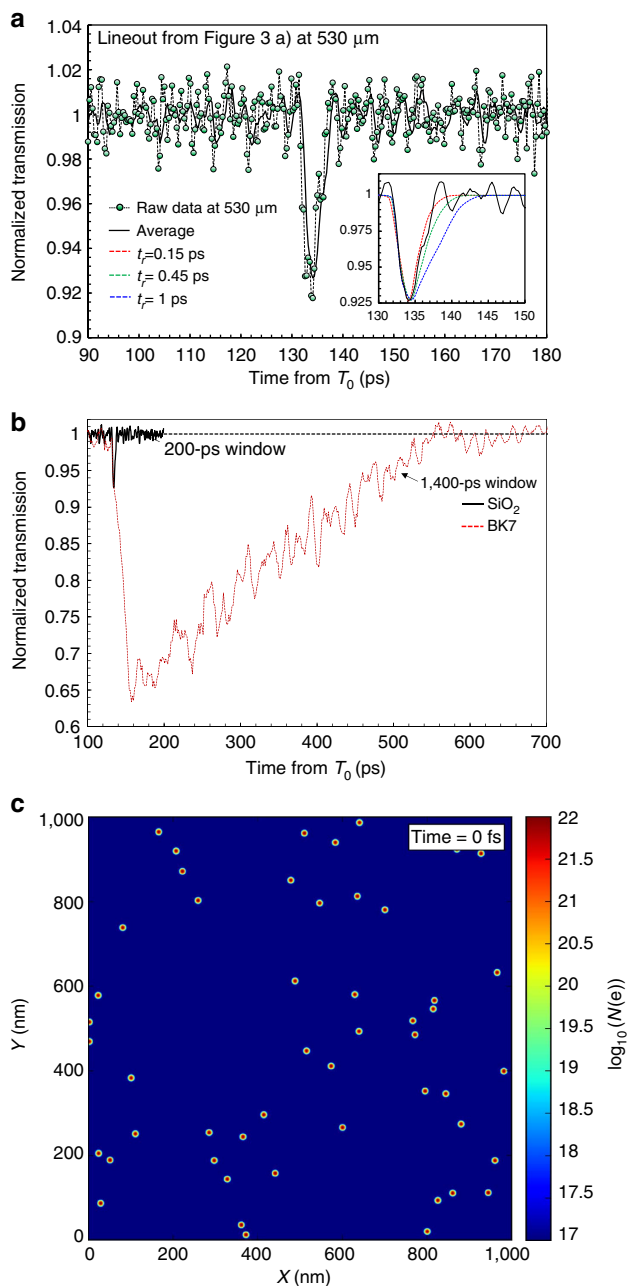 a
Lineout from Figure 3 a) at 530 μm
1.04
1.02
1
0.98
0.96
0.94
0.92
0.9
Normalized transmission
Raw data at 530 μm
Average
t_r=0.15 ps
t_r= 0.45 ps
t_r= 1 ps
1
0.975
0.95
0.925
130 135 140 145 150
90 100 110 120 130 140 150 160 170 180
Time from T_0 (ps)
b
1
0.95
0.9
0.85
0.8
0.75
0.7
0.65
0.6
Normalized transmission
200-ps window
1,400-ps window
SiO₂
BK7
100 200 300 400 500 600 700
Time from T_0 (ps)
c
1,000
800
600
400
200
0
Y (nm)
Time = 0 fs
0 200 400 600 800 1,000
X (nm)
22
21.5
21
20.5
20
19.5
19
18.5
18
17.5
17
log₁₀(N(e))